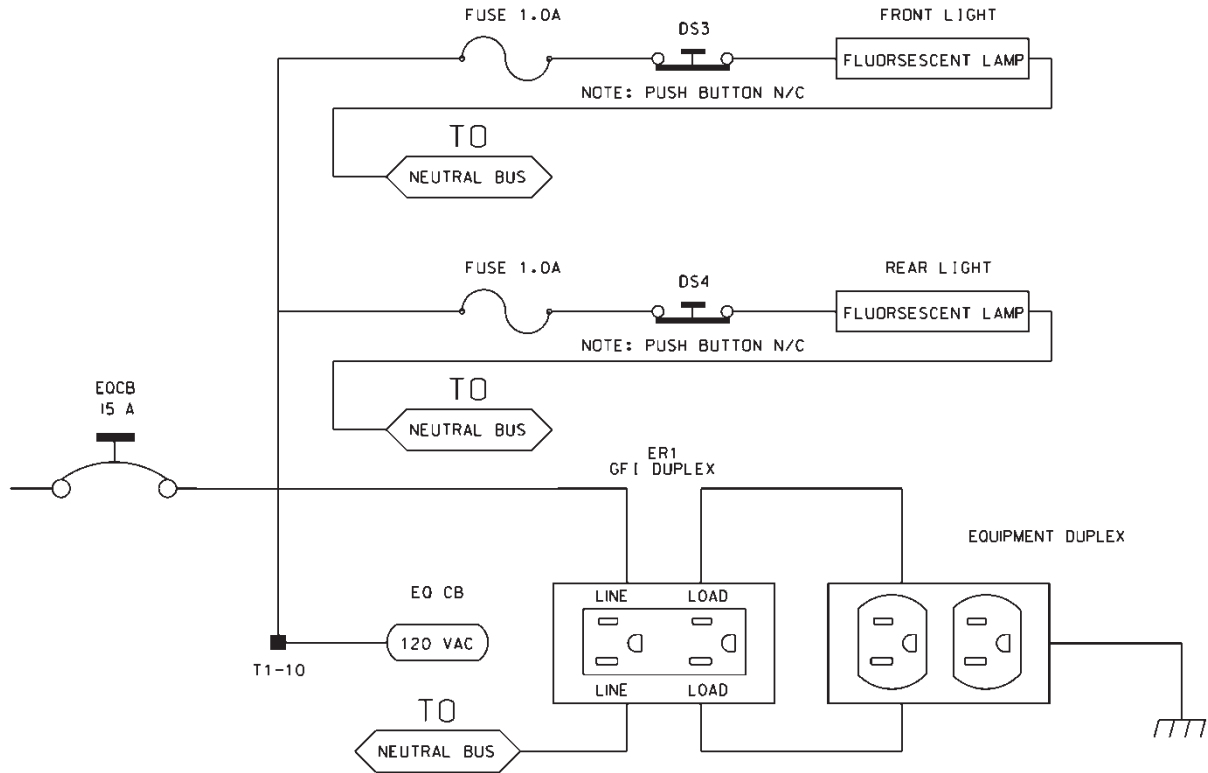 FUSE 1.0A
DS3
FRONT LIGHT
FLUORSESCENT LAMP
NOTE: PUSH BUTTON N/C
TO
NEUTRAL BUS
FUSE 1.0A
DS4
REAR LIGHT
FLUORSESCENT LAMP
NOTE: PUSH BUTTON N/C
TO
NEUTRAL BUS
EQCB
15 A
ER1
GFI DUPLEX
EQUIPMENT DUPLEX
EQ CB
120 VAC
T1-10
LINE LOAD
LINE LOAD
TO
NEUTRAL BUS